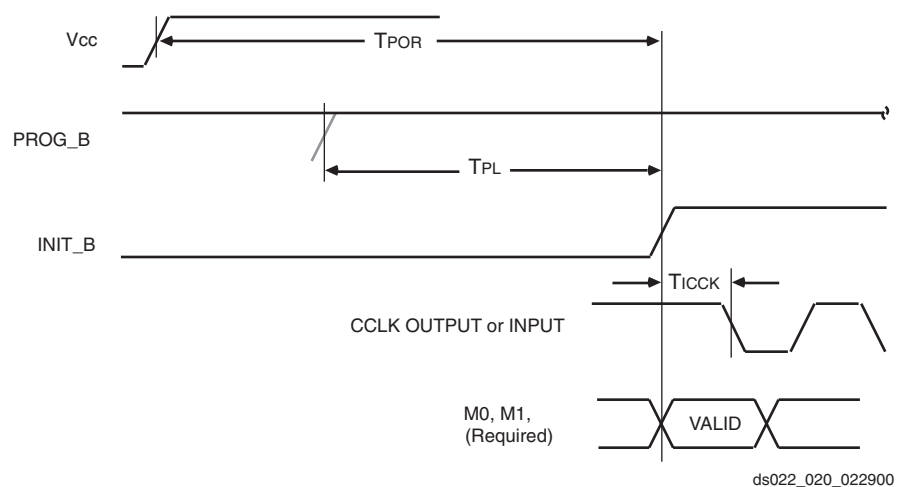 Vcc
TPOR
PROG_B
TPL
INIT_B
TICCK
CCLK OUTPUT or INPUT
M0, M1,
(Required)
VALID
ds022_020_022900